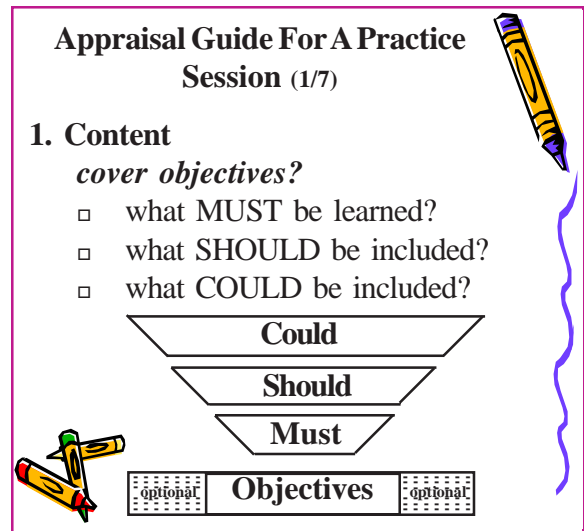 Appraisal Guide For A Practice
Session (1/7)
1. Content
cover objectives?
what MUST be learned?
what SHOULD be included?
what COULD be included?
Could
Should
Must
optional Objectives optional